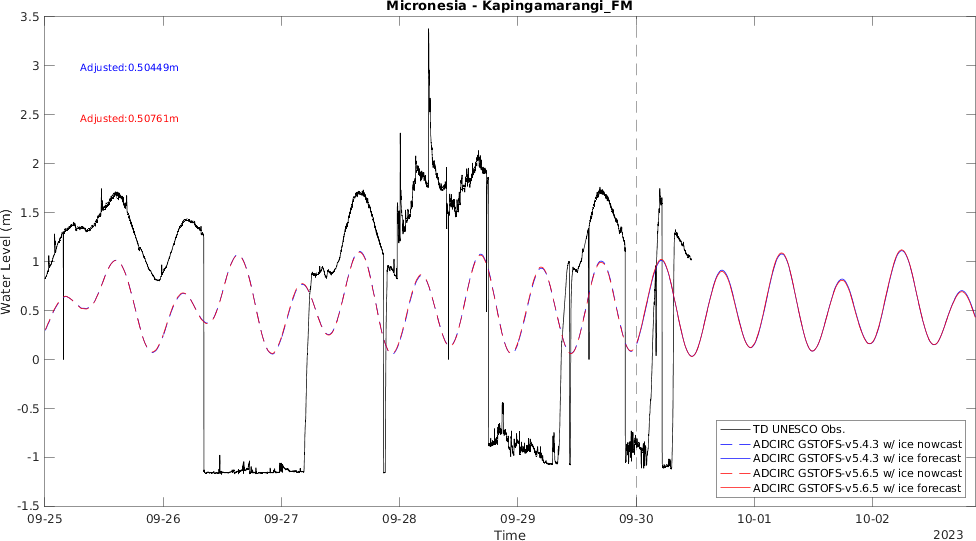 Micronesia - Kapingamarangi_FM
3.5
3
2.5
2
1.5
1
0.5
0
-0.5
-1
-1.5
Water Level (m)
Adjusted:0.50449m
Adjusted:0.50761m
TD UNESCO Obs.
ADCIRC GSTOFS-v5.4.3 w/ ice nowcast
ADCIRC GSTOFS-v5.4.3 w/ ice forecast
ADCIRC GSTOFS-v5.6.5 w/ ice nowcast
ADCIRC GSTOFS-v5.6.5 w/ ice forecast
09-25 09-26 09-27 09-28 09-29 09-30 10-01 10-02
Time
2023